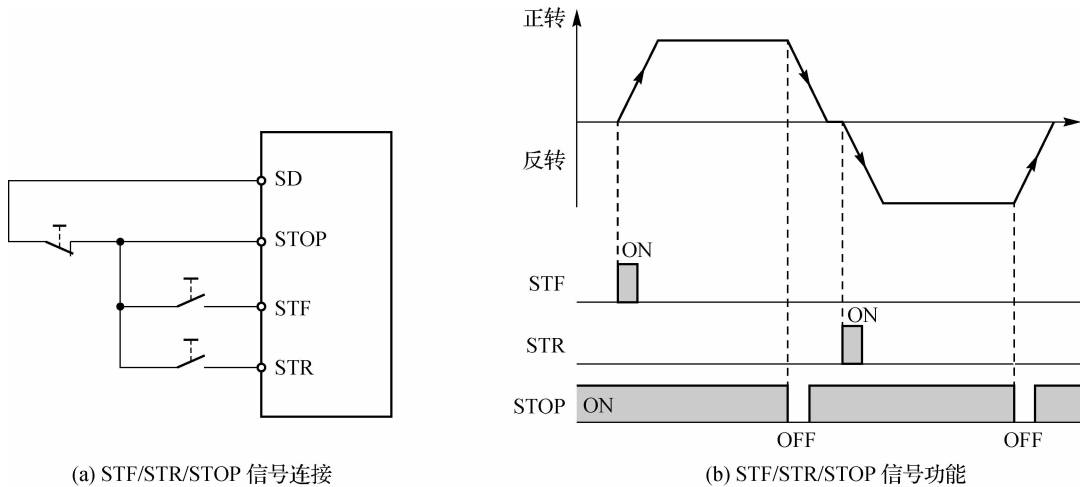 SD
STOP
STF
STR
(a) STF/STR/STOP 信号连接
正转
反转
ON
STF
ON
STR
STOP
ON
OFF
OFF
(b) STF/STR/STOP 信号功能